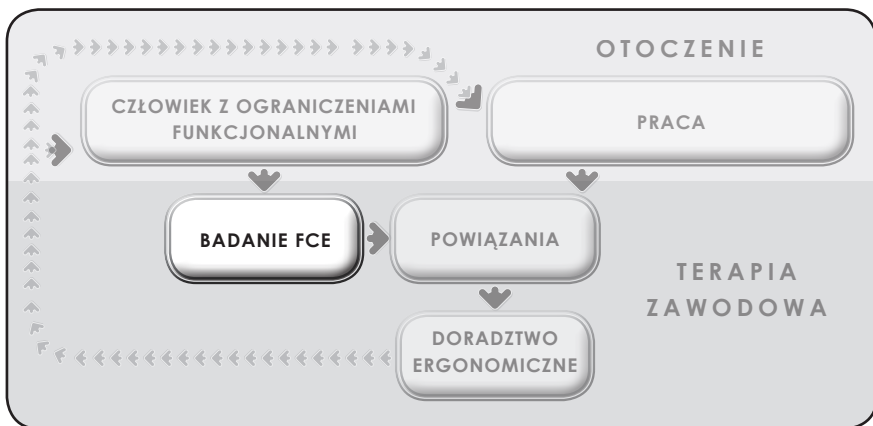 OTOCZENIE
CZŁOWIEK Z OGRANICZENIAMI
FUNKCJONALNYMI
PRACA
BADANIE FCE
POWIĄZANIA
TERAPIA
ZAWODOWA
DORADZTWO
ERGONOMICZNE